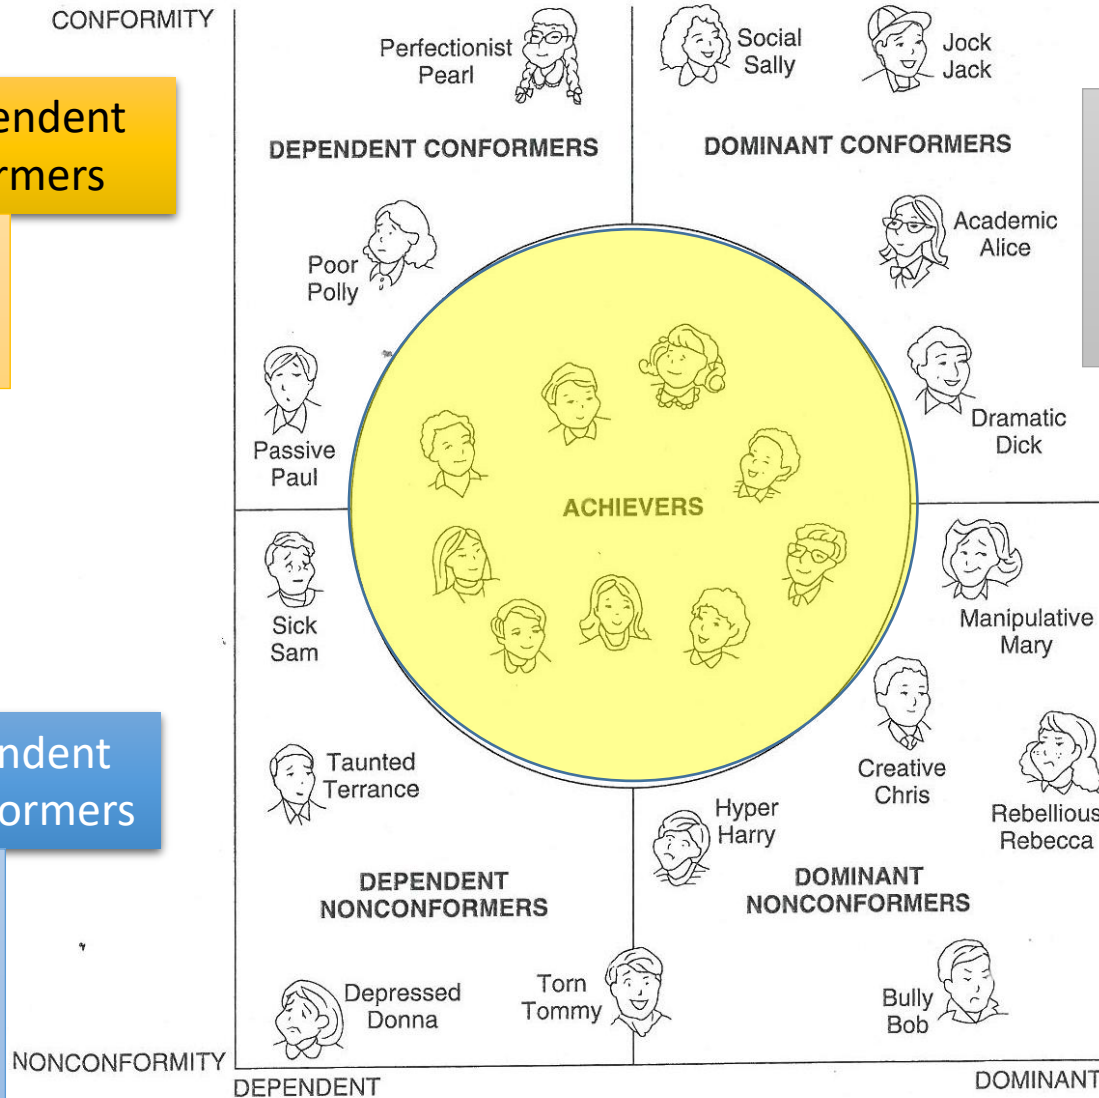 CONFORMITY
endent
rmers
Perfectionist
Pearl
Social
Sally
Jock
Jack
DEPENDENT CONFORMERS
DOMINANT CONFORMERS
Poor
Polly
Academic
Alice
Passive
Paul
Dramatic
Dick
ACHIEVERS
Sick
Sam
Manipulative
Mary
ndent
ormers
Taunted
Terrance
Creative
Chris
Rebellious
Rebecca
Hyper
Harry
DEPENDENT
NONCONFORMERS
DOMINANT
NONCONFORMERS
Depressed
Donna
Torn
Tommy
Bully
Bob
NONCONFORMITY
DEPENDENT
DOMINANT